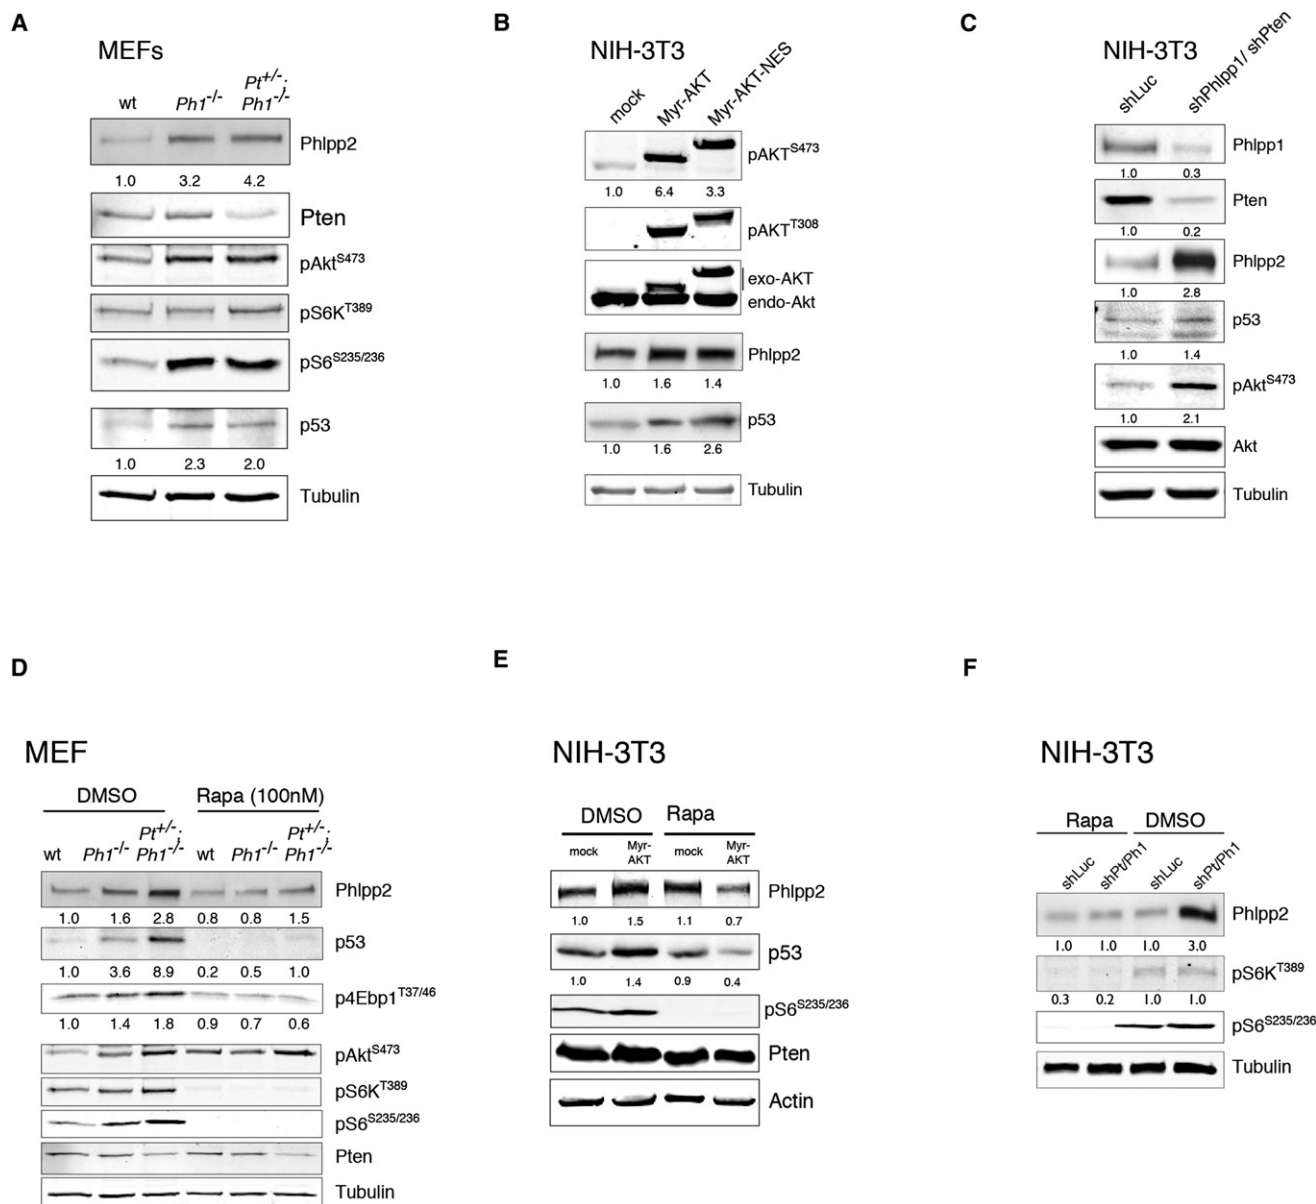 A
MEFs
wt Ph1-/- Pt+/-; Ph1-/-
Phlpp2
1.0 3.2 4.2
Pten
pAktS473
pS6KT389
pS6S235/236
p53
1.0 2.3 2.0
Tubulin
B
NIH-3T3
mock Myr-AKT Myr-AKT-NES
pAKTS473
1.0 6.4 3.3
pAKTT308
exo-AKT
endo-Akt
Phlpp2
1.0 1.6 1.4
p53
1.0 1.6 2.6
Tubulin
C
NIH-3T3
shLuc shPhlpp1/ shPten
Phlpp1
1.0 0.3
Pten
1.0 0.2
Phlpp2
1.0 2.8
p53
1.0 1.4
pAktS473
1.0 2.1
Akt
Tubulin
D
MEF
DMSO Rapa (100nM)
wt Ph1-/- Pt+/-; Ph1-/- wt Ph1-/- Pt+/-; Ph1-/-
Phlpp2
1.0 1.6 2.8 0.8 0.8 1.5
p53
1.0 3.6 8.9 0.2 0.5 1.0
p4Ebp1T37/46
1.0 1.4 1.8 0.9 0.7 0.6
pAktS473
pS6KT389
pS6S235/236
Pten
Tubulin
E
NIH-3T3
DMSO Rapa
mock Myr-AKT mock Myr-AKT
Phlpp2
1.0 1.5 1.1 0.7
p53
1.0 1.4 0.9 0.4
pS6S235/236
Pten
Actin
F
NIH-3T3
Rapa DMSO
shLuc shPt/Ph1 shLuc shPt/Ph1
Phlpp2
1.0 1.0 1.0 3.0
pS6KT389
0.3 0.2 1.0 1.0
pS6S235/236
Tubulin